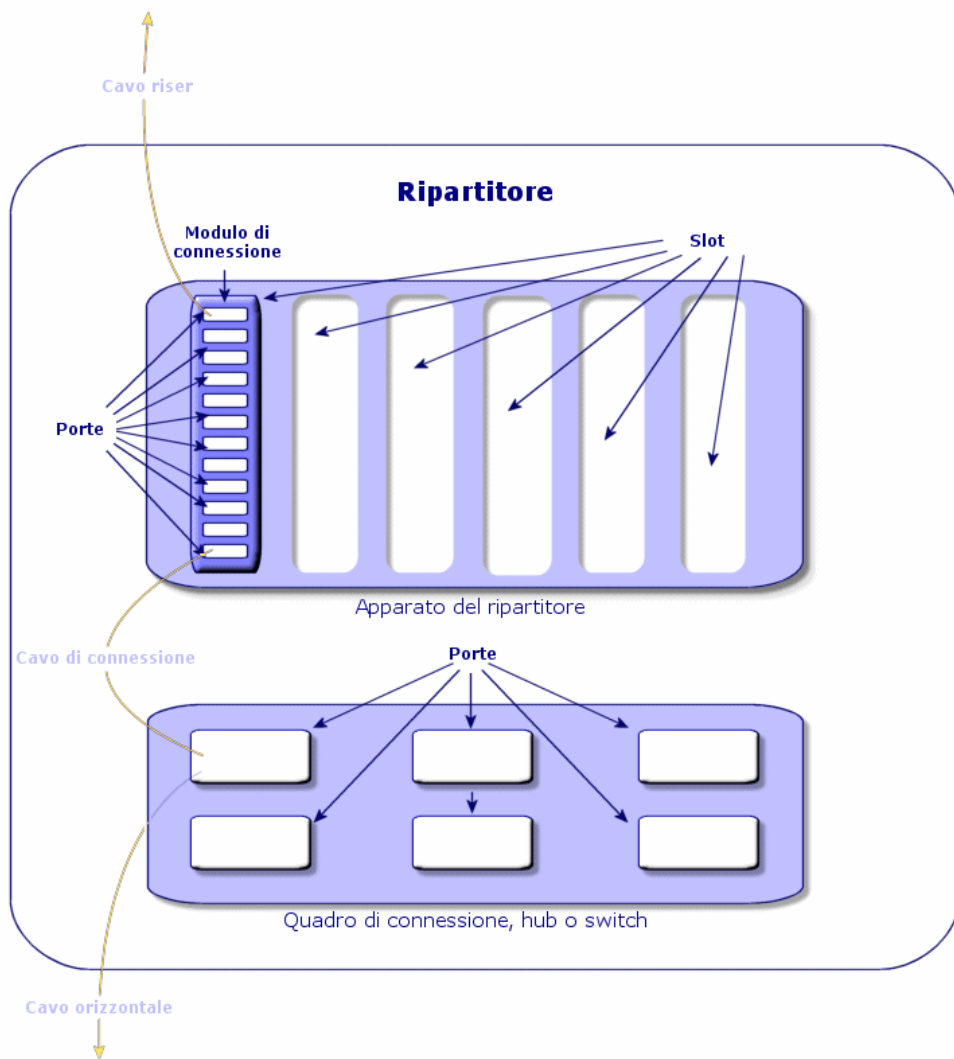 Cavo riser
Ripartitore
Modulo di
connessione
Slot
Porte
Apparato del ripartitore
Cavo di connessione
Porte
Quadro di connessione, hub o switch
Cavo orizzontale